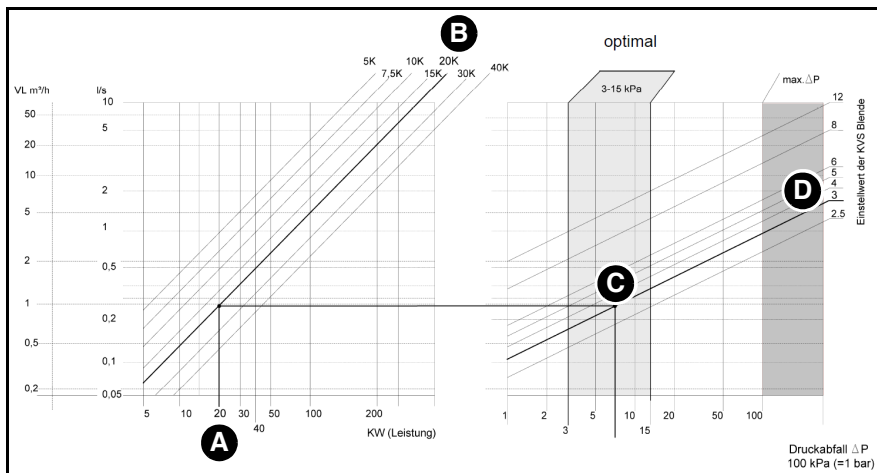 B
optimal
5K 7,5K 10K 15K 20K 30K 40K
3-15 kPa
max.ΔP
VL m³/h
l/s
50
20
10
5
2
1
0,5
0,2
10
5
2
1
0,5
0,2
0,1
0,05
5 10 20 30 40 100 200
KW (Leistung)
A
C
D
12
8
6
5
4
3
2.5
Einstellwert der KVS Blende
1 2 3 5 10 15 20 50 100
Druckabfall ΔP
100 kPa (=1 bar)